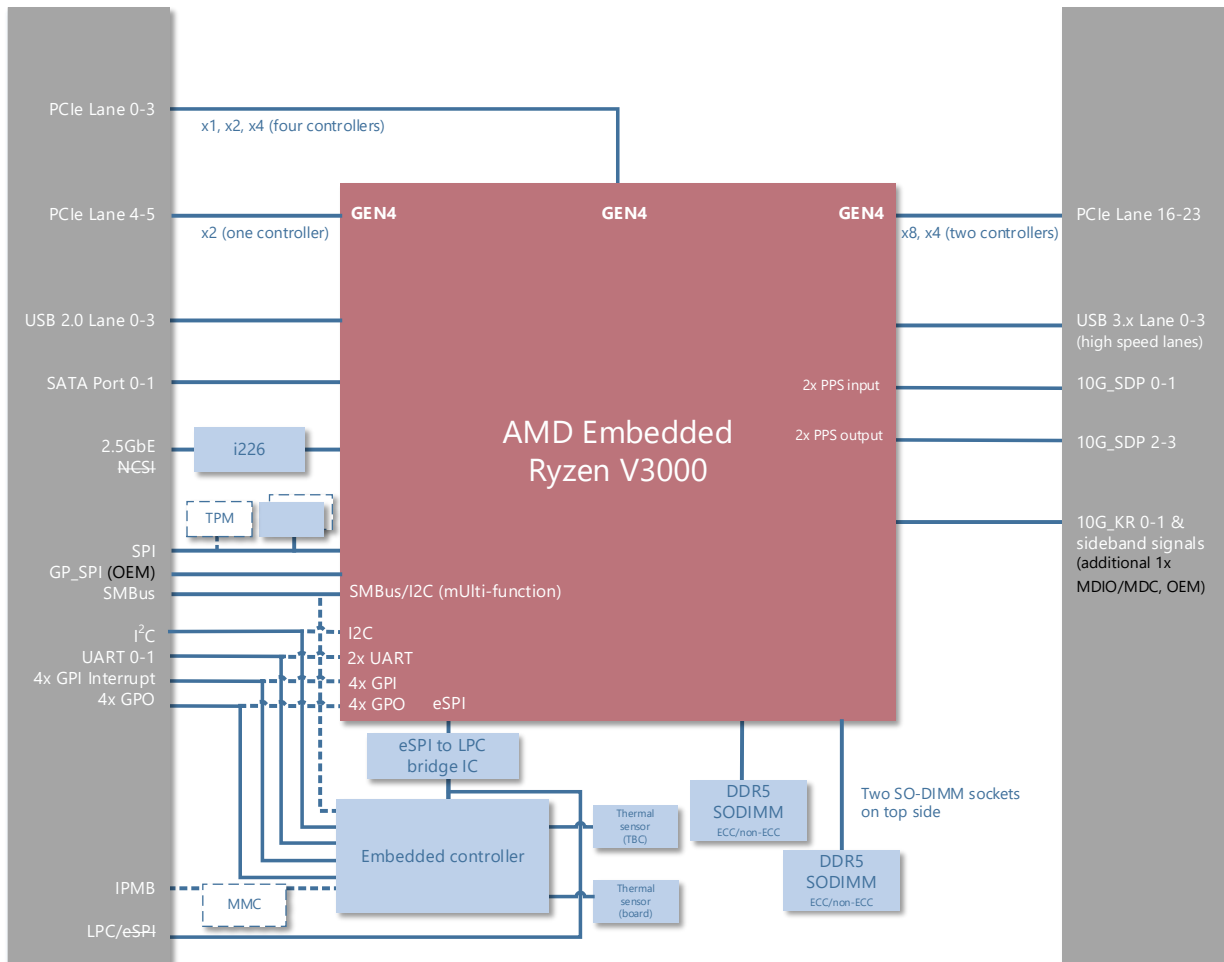 PCIe Lane 0-3
x1, x2, x4 (four controllers)
PCIe Lane 4-5
x2 (one controller)
GEN4
GEN4
GEN4
x8, x4 (two controllers)
PCIe Lane 16-23
USB 2.0 Lane 0-3
USB 3.x Lane 0-3
(high speed lanes)
SATA Port 0-1
2x PPS input
10G_SDP 0-1
2.5GbE
NCSI
i226
AMD Embedded
Ryzen V3000
2x PPS output
10G_SDP 2-3
TPM
10G_KR 0-1 &
sideband signals
(additional 1x
MDIO/MDC, OEM)
SPI
GP_SPI (OEM)
SMBus
SMBus/I2C (mUlti-function)
I²C
I2C
UART 0-1
2x UART
4x GPI Interrupt
4x GPI
4x GPO
4x GPO
eSPI
eSPI to LPC
bridge IC
DDR5
SODIMM
ECC/non-ECC
Two SO-DIMM sockets
on top side
Thermal
sensor
(TBC)
Embedded controller
DDR5
SODIMM
ECC/non-ECC
IPMB
MMC
Thermal
sensor
(board)
LPC/eSPI